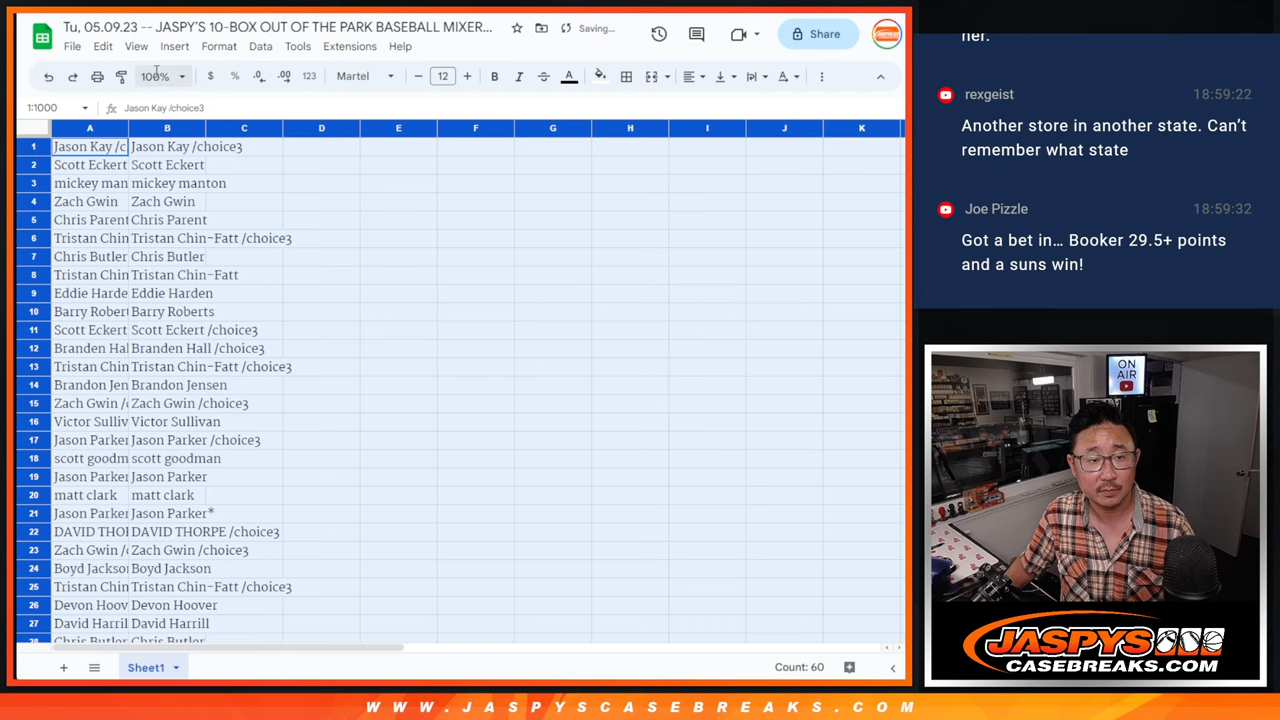 Tu, 05.09.23 -- JASPY'S 10-BOX OUT OF THE PARK BASEBALL MIXER...
Saving...
Share
File Edit View Insert Format Data Tools Extensions Help
100% $ % .0 .00 123 Martel 12 B I A
1:1000 fx Jason Kay /choice3
A B C D E F G H I J K
1 Jason Kay /c Jason Kay /choice3
2 Scott Eckert Scott Eckert
3 mickey man mickey manton
4 Zach Gwin Zach Gwin
5 Chris Parent Chris Parent
6 Tristan Chin Tristan Chin-Fatt /choice3
7 Chris Butler Chris Butler
8 Tristan Chin Tristan Chin-Fatt
9 Eddie Harde Eddie Harden
10 Barry Robert Barry Roberts
11 Scott Eckert Scott Eckert /choice3
12 Branden Hal Branden Hall /choice3
13 Tristan Chin Tristan Chin-Fatt /choice3
14 Brandon Jen Brandon Jensen
15 Zach Gwin /c Zach Gwin /choice3
16 Victor Sulliv Victor Sullivan
17 Jason Parker Jason Parker /choice3
18 scott goodm scott goodman
19 Jason Parker Jason Parker
20 matt clark matt clark
21 Jason Parker Jason Parker*
22 DAVID THOI DAVID THORPE /choice3
23 Zach Gwin /c Zach Gwin /choice3
24 Boyd Jackso Boyd Jackson
25 Tristan Chin Tristan Chin-Fatt /choice3
26 Devon Hoov Devon Hoover
27 David Harril David Harrill
28 Chris Butler Chris Butler
Sheet1
Count: 60
her.
rexgeist 18:59:22
Another store in another state. Can't
remember what state
Joe Pizzle 18:59:32
Got a bet in... Booker 29.5+ points
and a suns win!
ON
AIR
JASPYS
CASEBREAKS.COM
WWW.JASPYSCASEBREAKS.COM